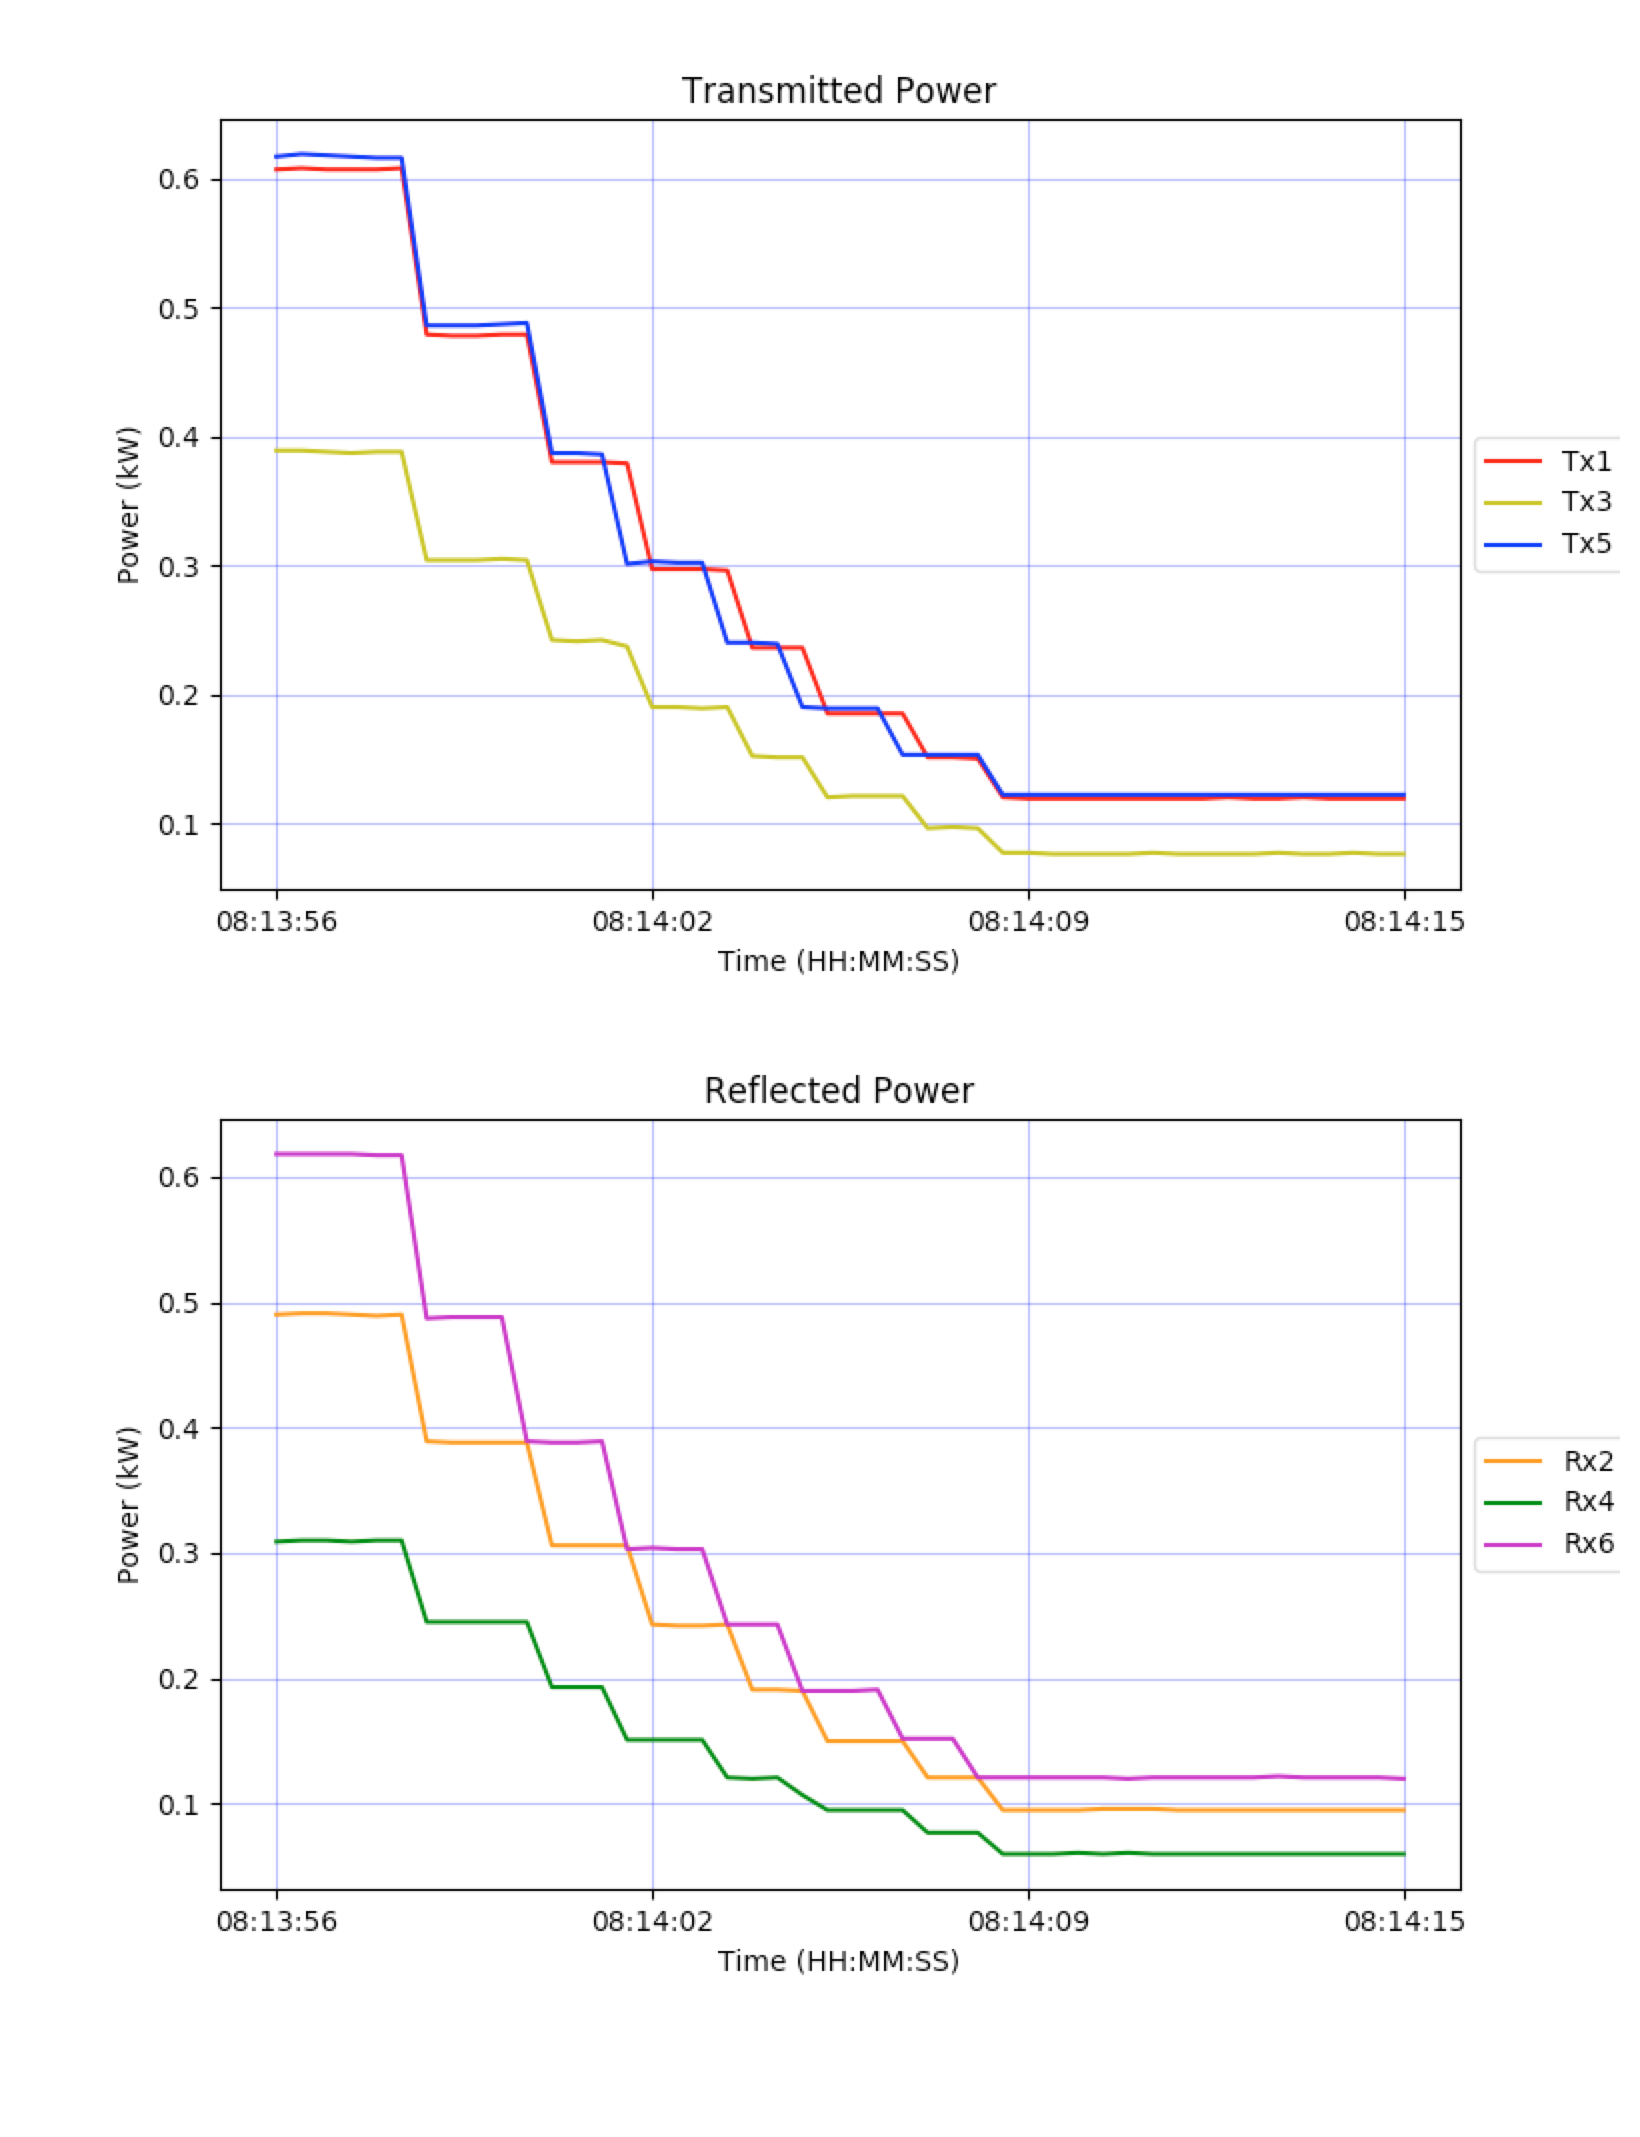 Transmitted Power
0.6
0.5
0.4
0.3
0.2
0.1
Power (kW)
08:13:56 08:14:02 08:14:09 08:14:15
Time (HH:MM:SS)
Tx1
Tx3
Tx5
Reflected Power
0.6
0.5
0.4
0.3
0.2
0.1
Power (kW)
08:13:56 08:14:02 08:14:09 08:14:15
Time (HH:MM:SS)
Rx2
Rx4
Rx6